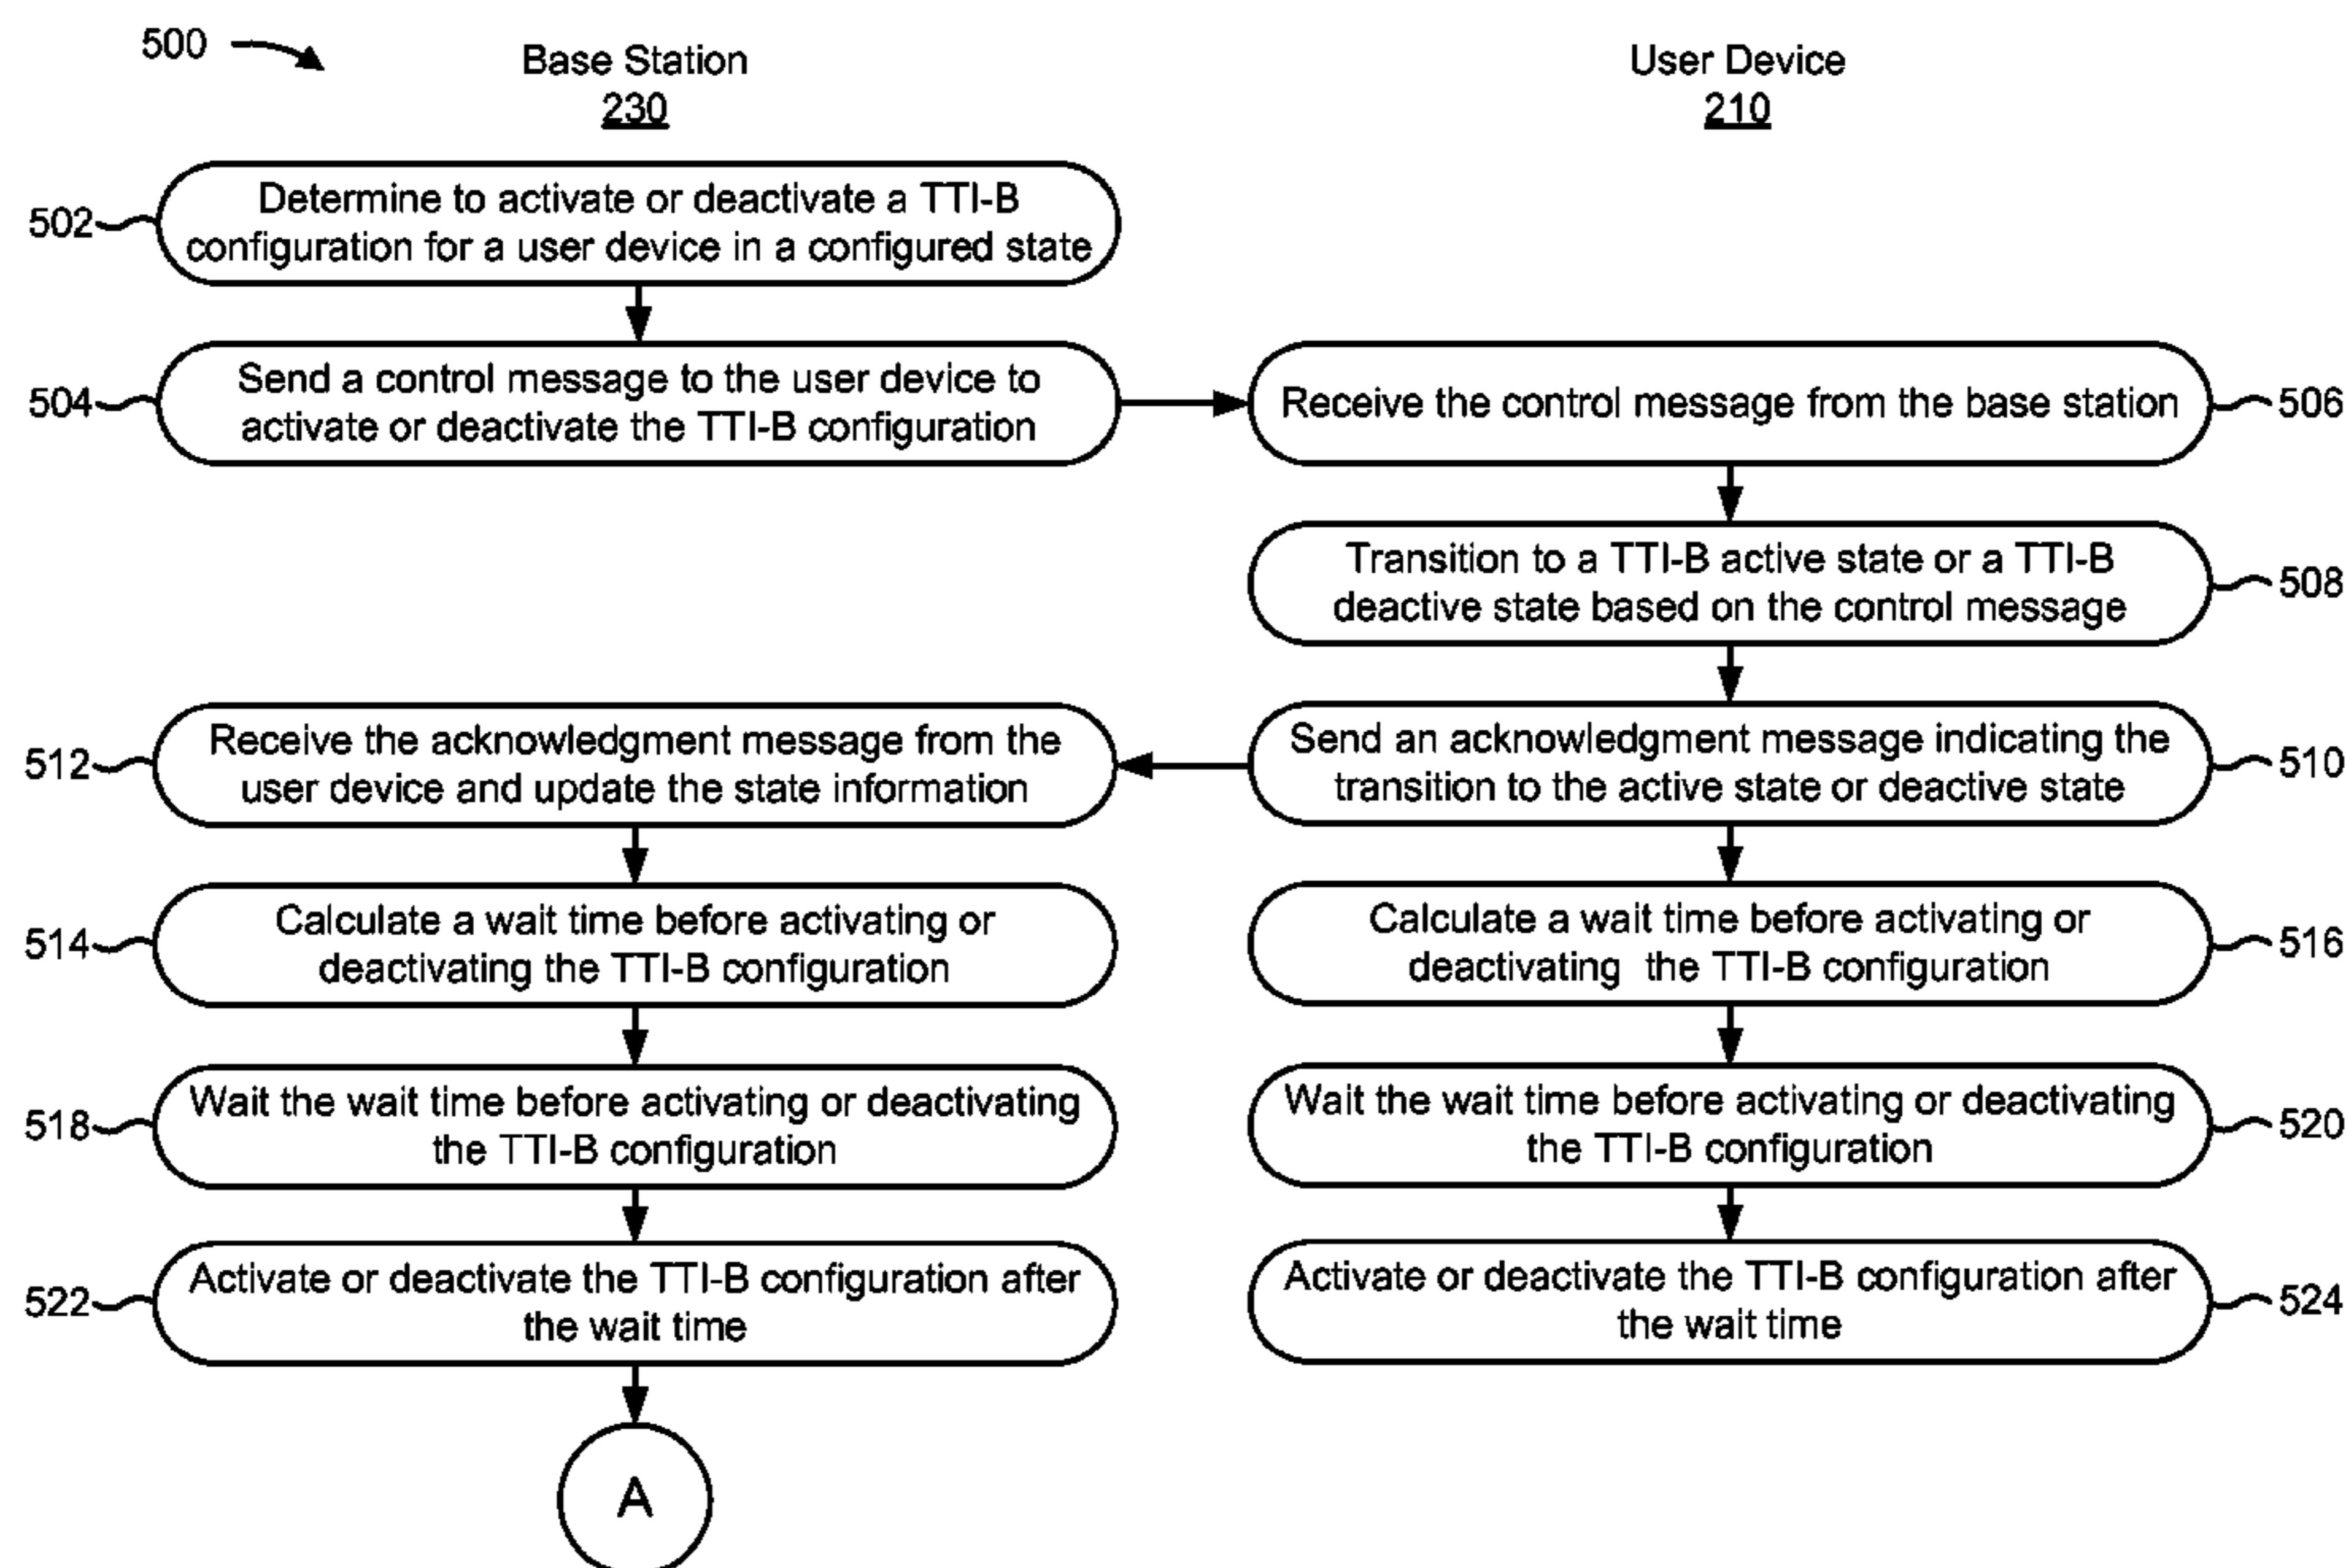 500
Base Station
230
User Device
210
502
Determine to activate or deactivate a TTI-B
configuration for a user device in a configured state
504
Send a control message to the user device to
activate or deactivate the TTI-B configuration
Receive the control message from the base station
506
Transition to a TTI-B active state or a TTI-B
deactive state based on the control message
508
512
Receive the acknowledgment message from the
user device and update the state information
Send an acknowledgment message indicating the
transition to the active state or deactive state
510
514
Calculate a wait time before activating or
deactivating the TTI-B configuration
Calculate a wait time before activating or
deactivating the TTI-B configuration
516
518
Wait the wait time before activating or deactivating
the TTI-B configuration
Wait the wait time before activating or deactivating
the TTI-B configuration
520
522
Activate or deactivate the TTI-B configuration after
the wait time
Activate or deactivate the TTI-B configuration after
the wait time
524
A